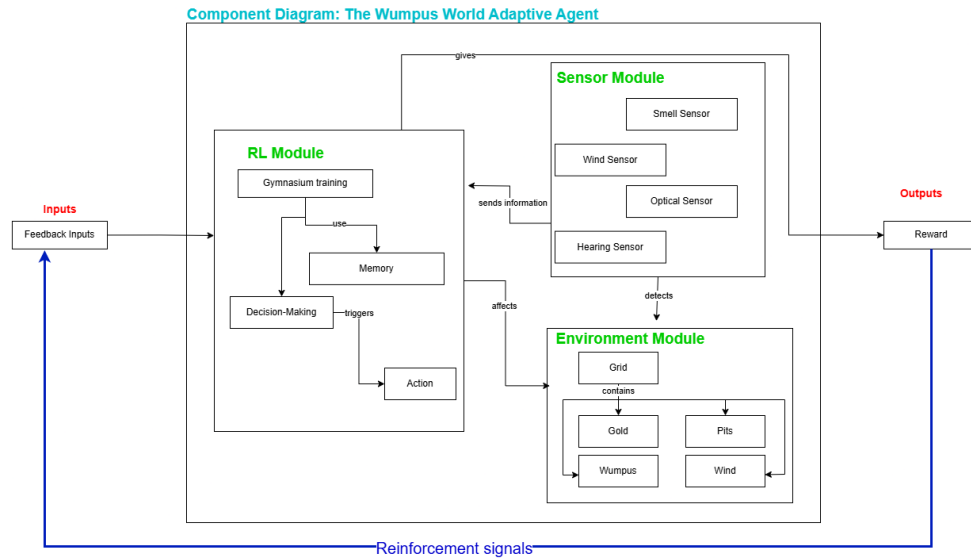 Component Diagram: The Wumpus World Adaptive Agent
gives
Sensor Module
Smell Sensor
Wind Sensor
Optical Sensor
Hearing Sensor
RL Module
Gymnasium training
use
Memory
Decision-Making
triggers
Action
sends information
Inputs
Feedback Inputs
Outputs
Reward
detects
affects
Environment Module
Grid
contains
Gold
Pits
Wumpus
Wind
Reinforcement signals